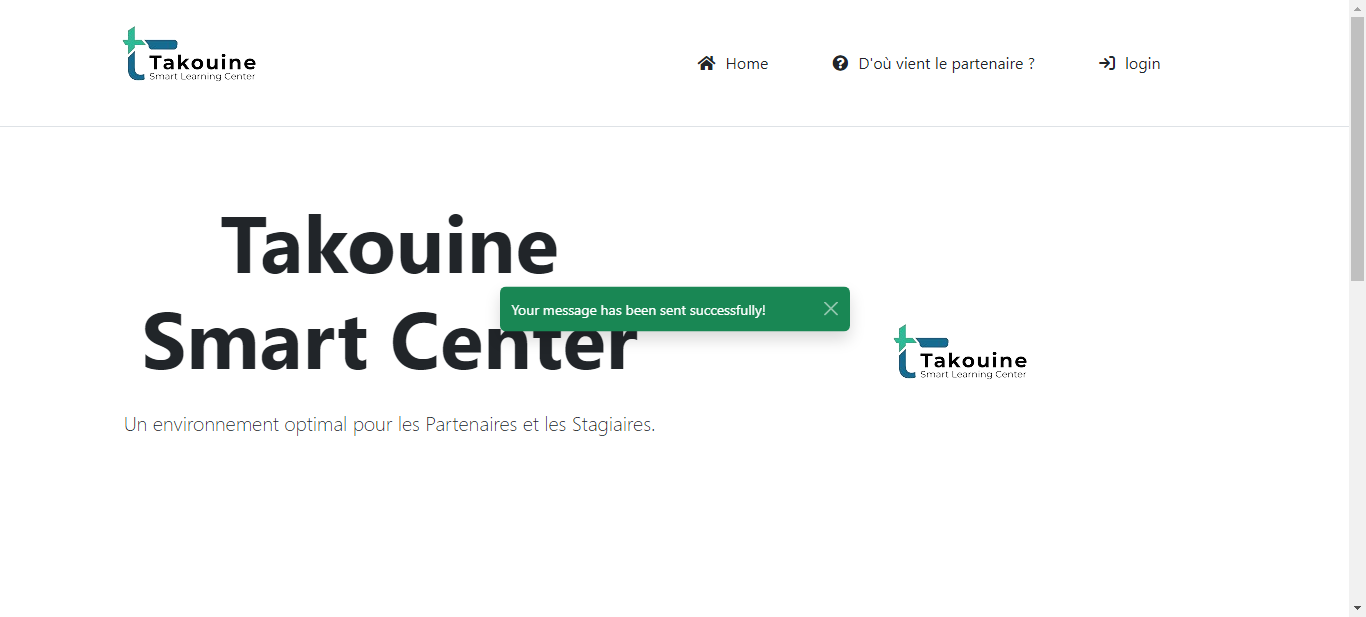 Takouine
Smart Learning Center
Home
D'où vient le partenaire ?
login
Takouine
Smart Center
Your message has been sent successfully!
Takouine
Smart Learning Center
Un environnement optimal pour les Partenaires et les Stagiaires.